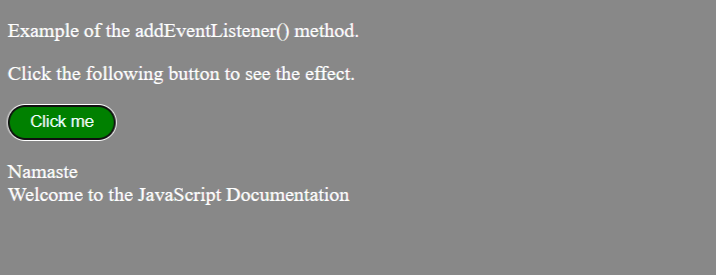 Example of the addEventListener() method.
Click the following button to see the effect.
Click me
Namaste
Welcome to the JavaScript Documentation